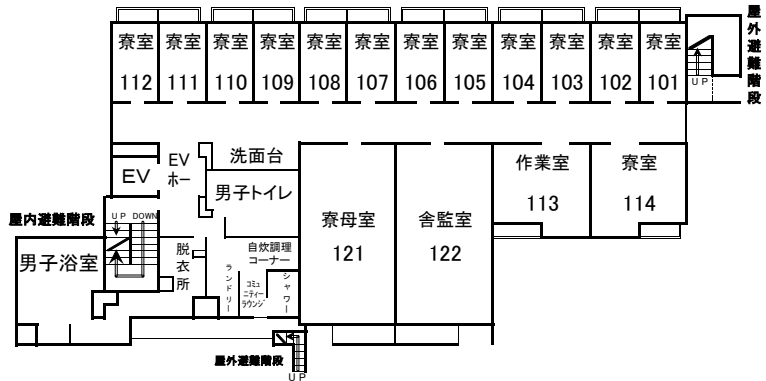 寮室 寮室 寮室 寮室 寮室 寮室 寮室 寮室 寮室 寮室 寮室 寮室
112 111 110 109 108 107 106 105 104 103 102 101
屋外避難階段
UP
EV
EV
ホー
洗面台
男子トイレ
作業室
113
寮室
114
寮母室
121
舎監室
122
屋内避難階段
UP DOWN
男子浴室
脱衣所
自炊調理
コーナー
ランドリー
コミュ
ニティー
ラウンジ
シャワー
屋外避難階段
UP